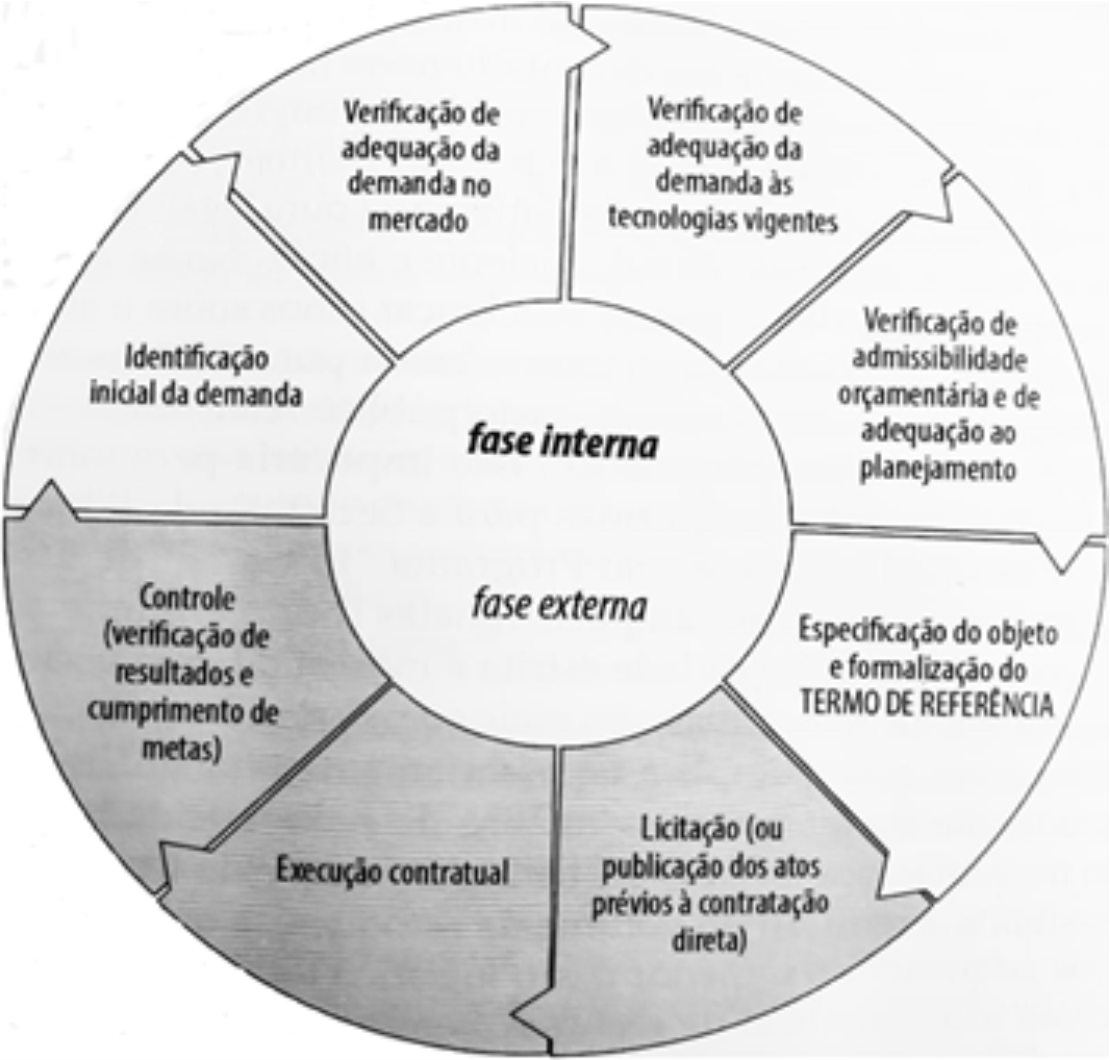 Verificação de
adequação da
demanda no
mercado
Verificação de
adequação da
demanda às
tecnologias vigentes
Verificação de
admissibilidade
orçamentária e de
adequação ao
planejamento
Especificação do objeto
e formalização do
TERMO DE REFERÊNCIA
Licitação (ou
publicação dos atos
prévios à contratação
direta)
Execução contratual
Controle
(verificação de
resultados e
cumprimento de
metas)
Identificação
inicial da demanda
fase interna
fase externa